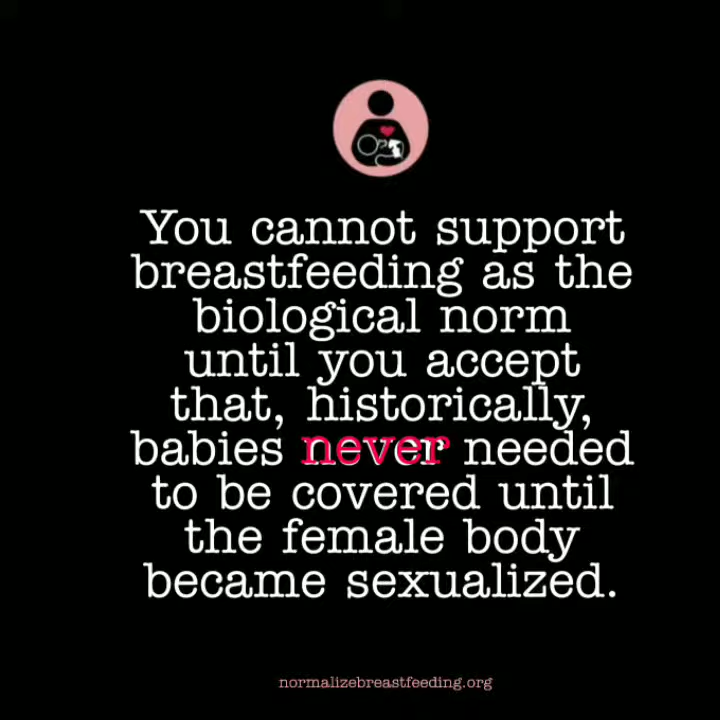 You cannot support
breastfeeding as the
biological norm
until you accept
that, historically,
babies never needed
to be covered until
the female body
became sexualized.
normalizebreastfeeding.org